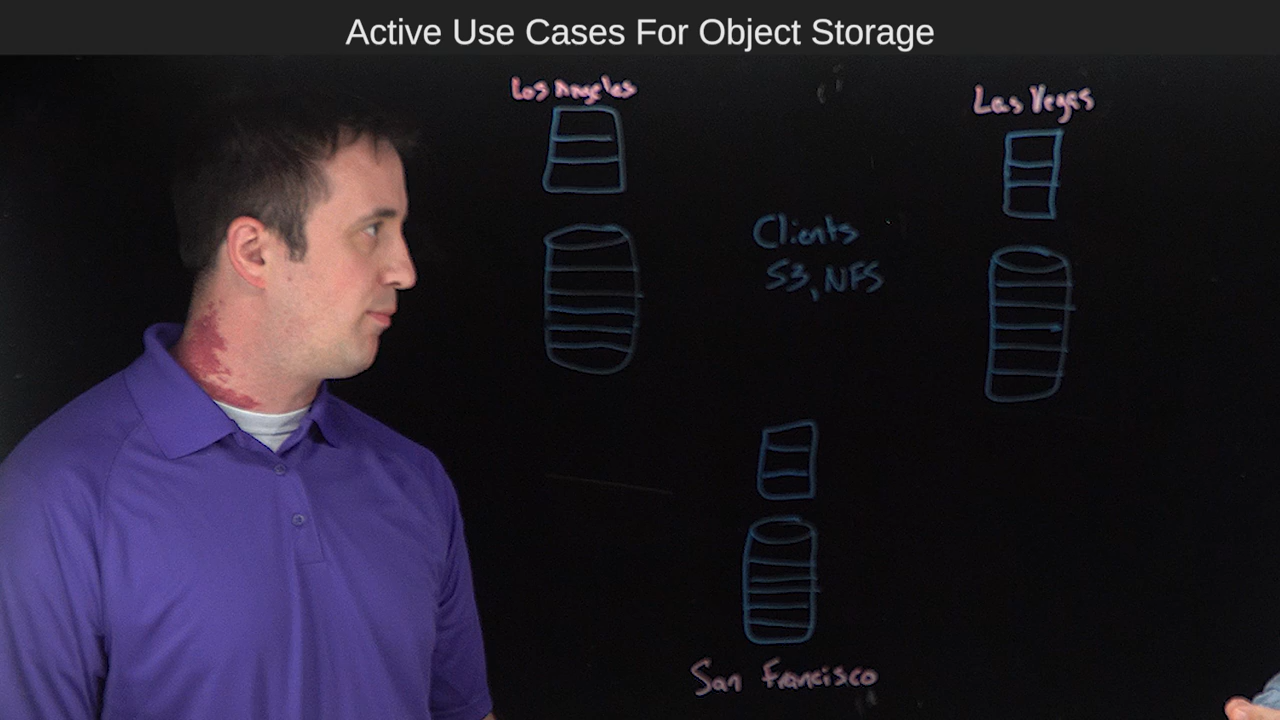 Active Use Cases For Object Storage
Los Angeles
Las Vegas
Clients
S3, NFS
San Francisco